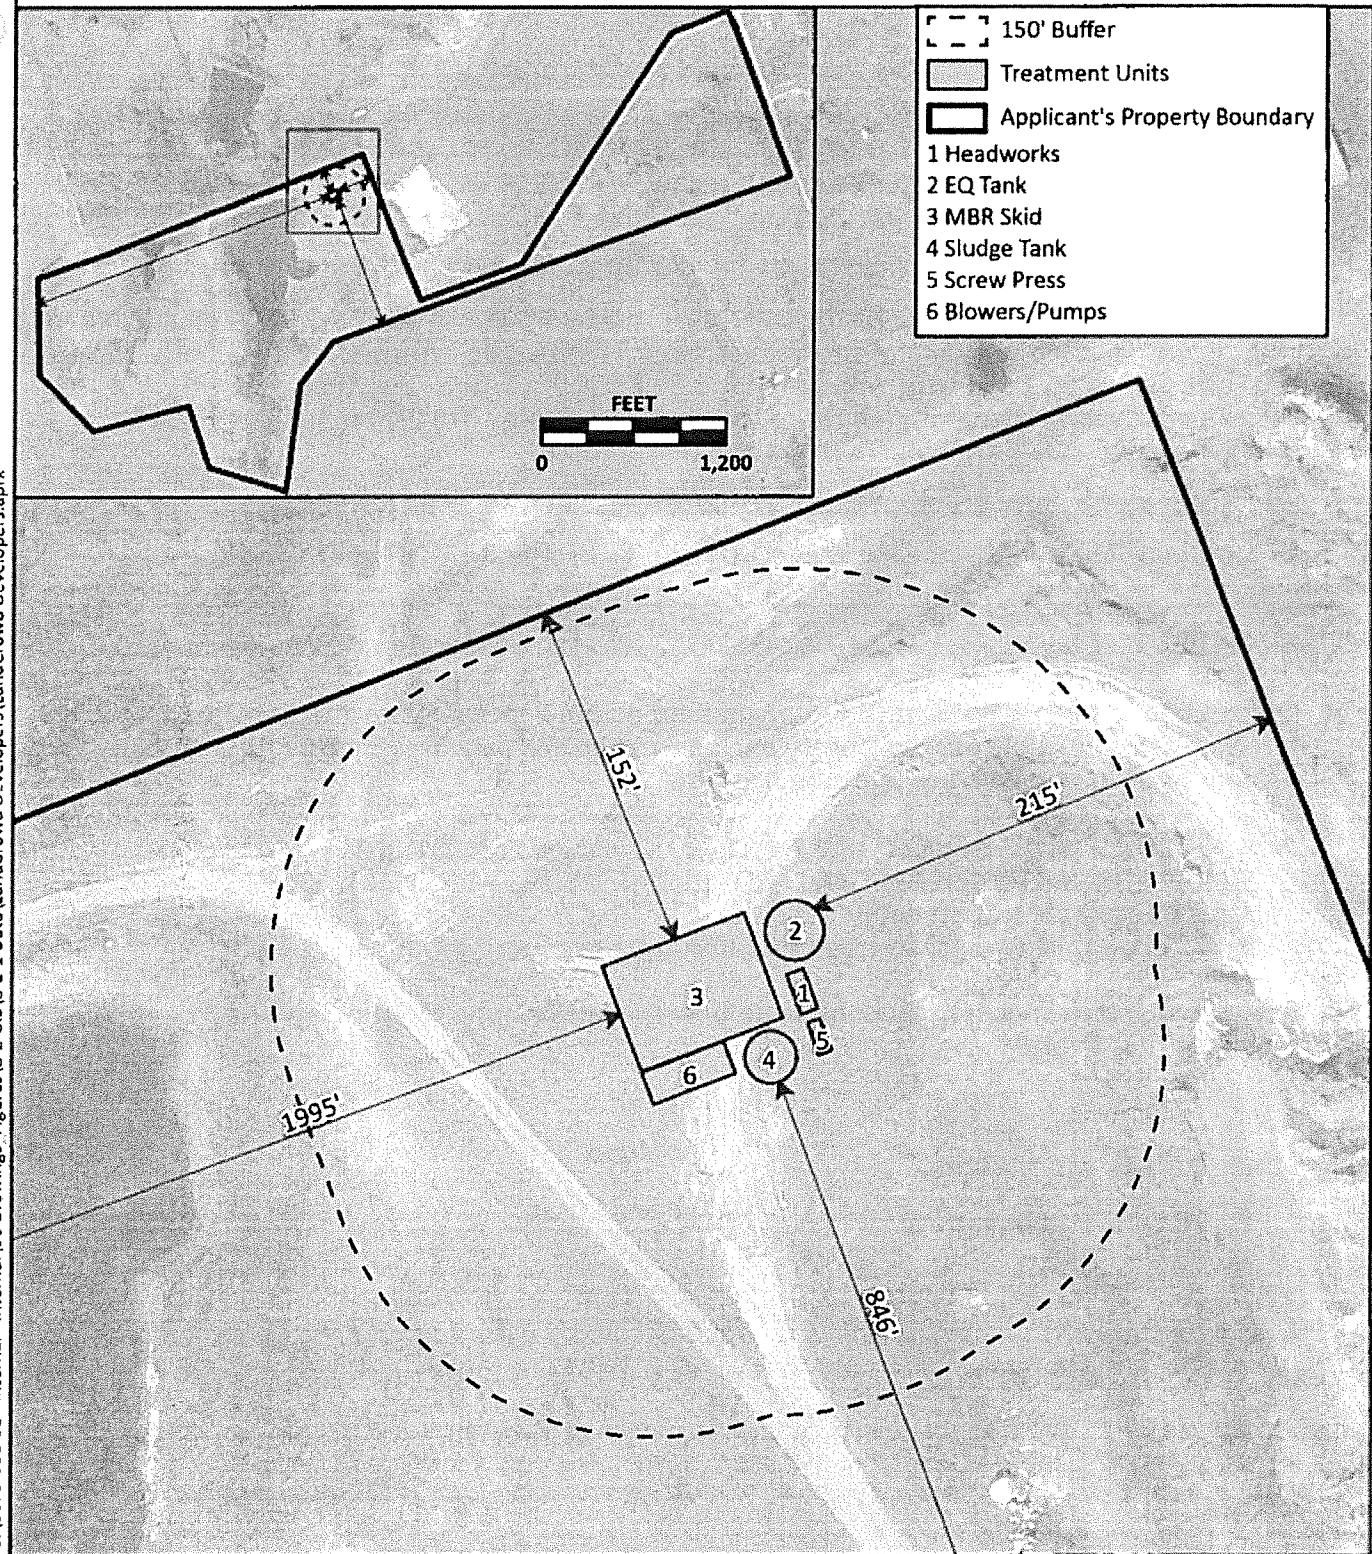 150' Buffer
Treatment Units
Applicant's Property Boundary
1 Headworks
2 EQ Tank
3 MBR Skid
4 Sludge Tank
5 Screw Press
6 Blowers/Pumps
FEET
0 1,200
152'
215'
2
1
3
5
4
6
1995'
846'